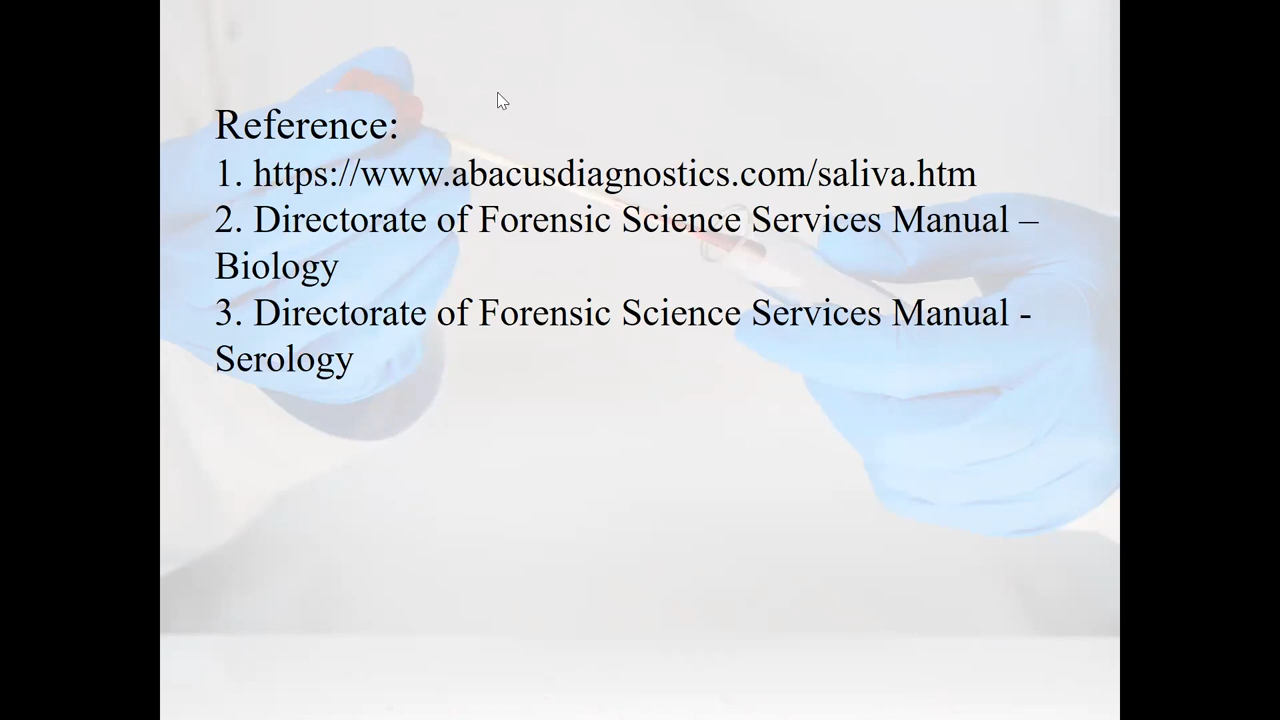 Reference:
1. https://www.abacusdiagnostics.com/saliva.htm
2. Directorate of Forensic Science Services Manual –
Biology
3. Directorate of Forensic Science Services Manual -
Serology